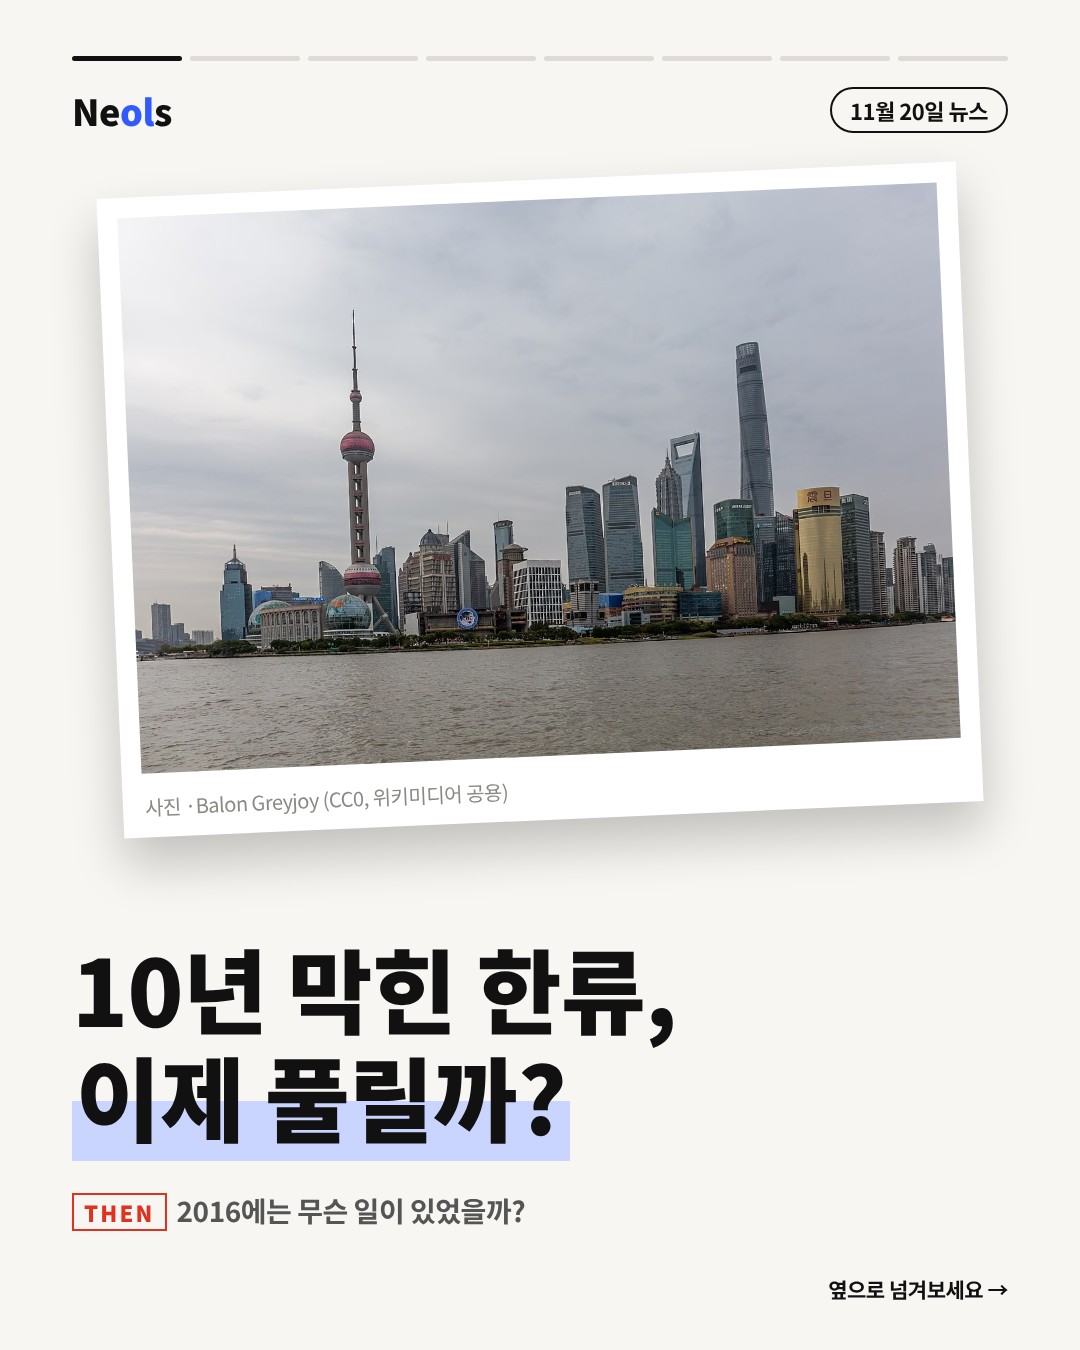 Neols
11월 20일 뉴스
震旦
사진 · Balon Greyjoy (CC0, 위키미디어 공용)
10년 막힌 한류,
이제 풀릴까?
THEN 2016에는 무슨 일이 있었을까?
옆으로 넘겨보세요 →